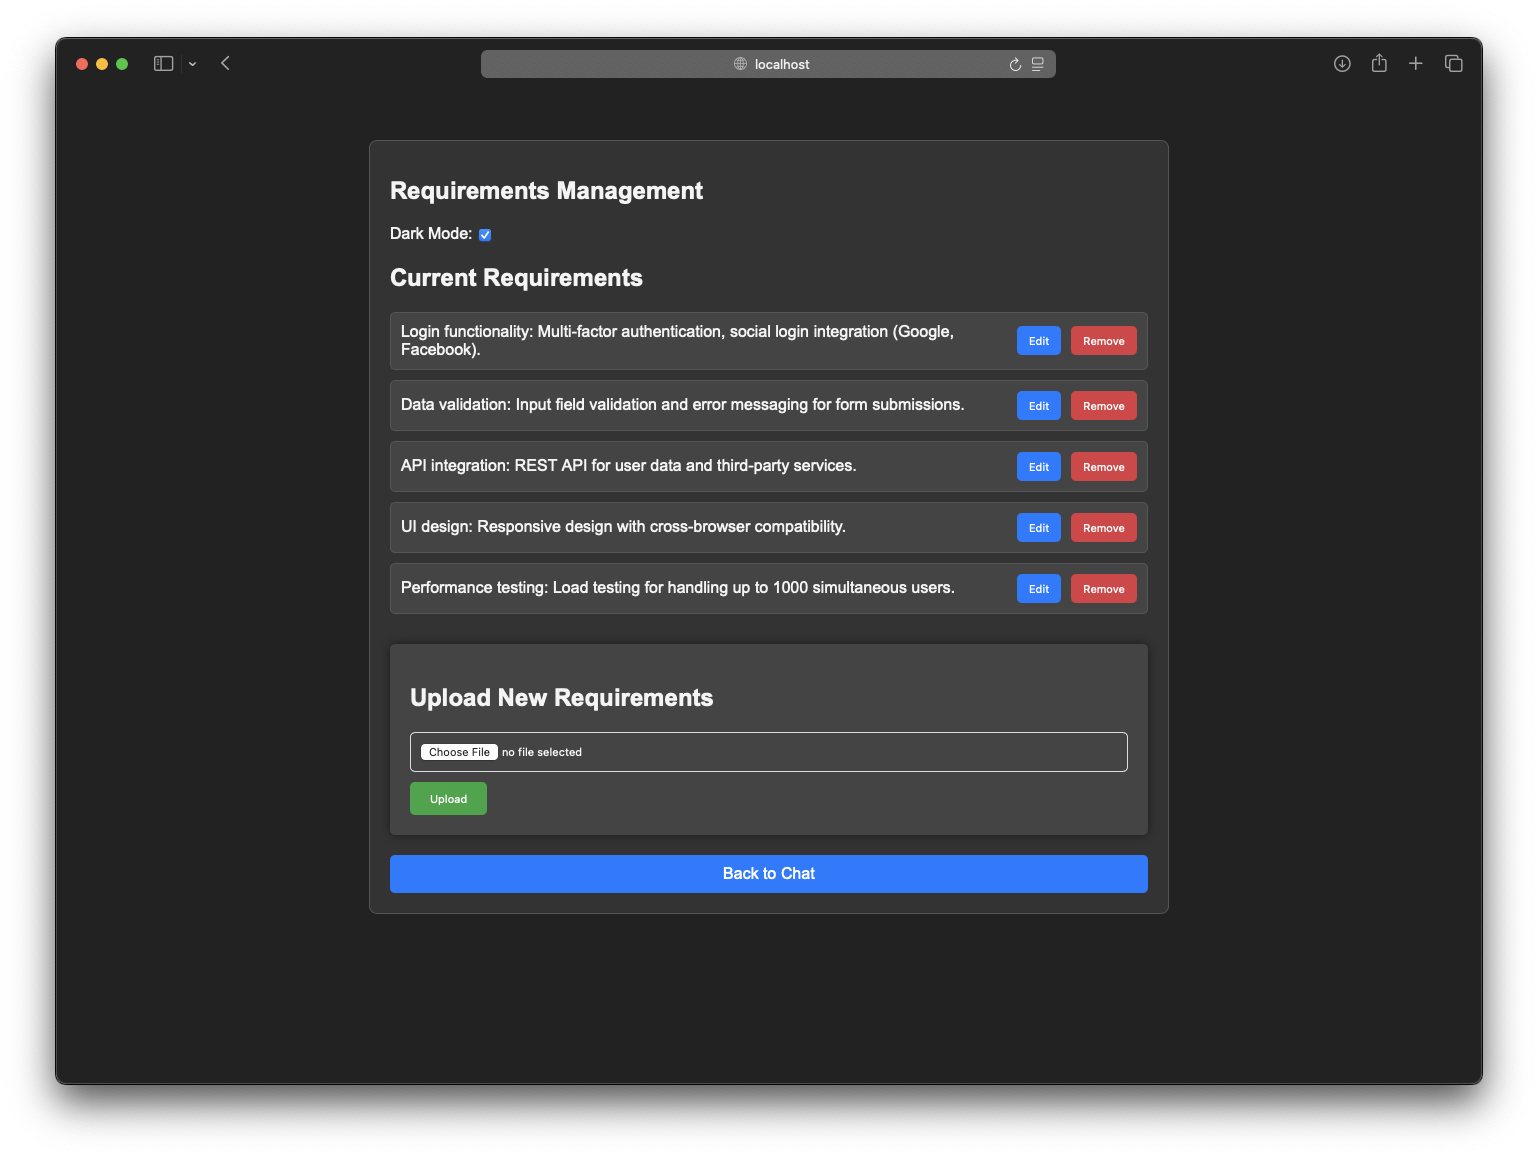 localhost
Requirements Management
Dark Mode:
Current Requirements
Login functionality: Multi-factor authentication, social login integration (Google,
Facebook).
Edit
Remove
Data validation: Input field validation and error messaging for form submissions.
Edit
Remove
API integration: REST API for user data and third-party services.
Edit
Remove
UI design: Responsive design with cross-browser compatibility.
Edit
Remove
Performance testing: Load testing for handling up to 1000 simultaneous users.
Edit
Remove
Upload New Requirements
Choose File no file selected
Upload
Back to Chat